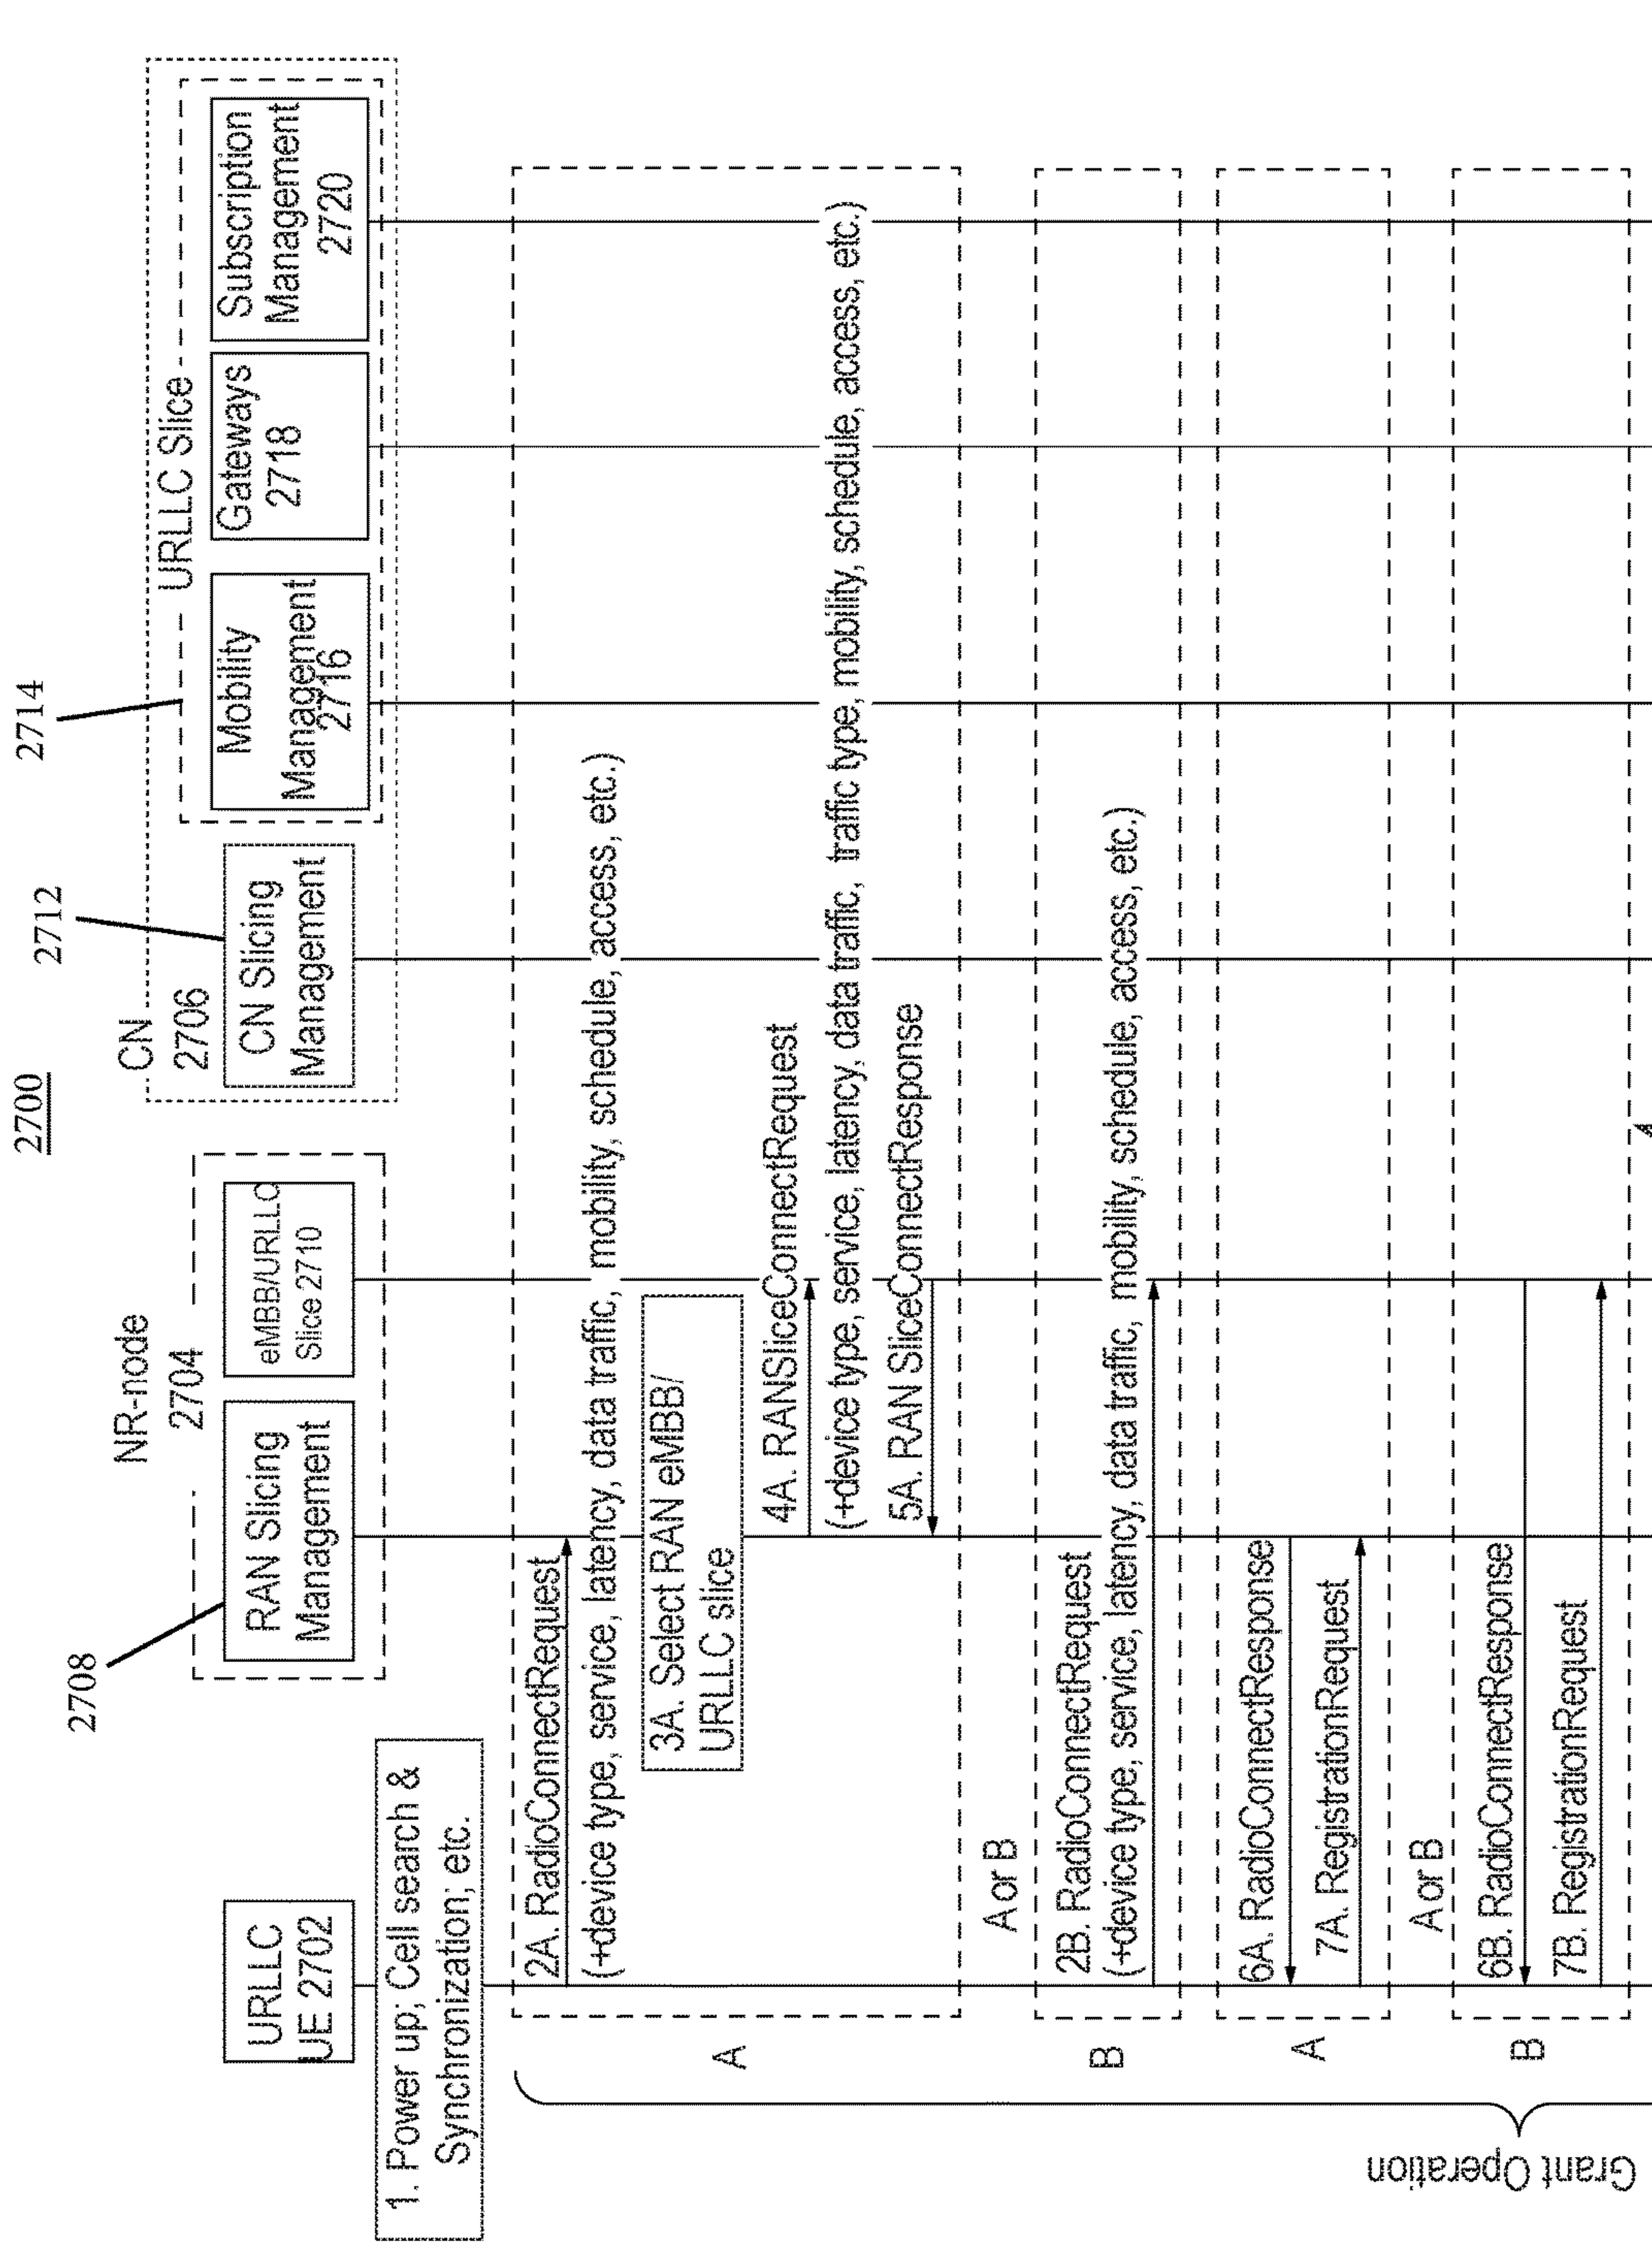 2700
NR-node
2704
CN
2706
2708
2712
2714
URLLC Slice
URLLC
UE 2702
RAN Slicing
Management
eMBB/URLLC
Slice 2710
CN Slicing
Management
Mobility
Management
2716
Gateways
2718
Subscription
Management
2720
1. Power up; Cell search &
Synchronization; etc.
A
2A. RadioConnectRequest
(+device type, service, latency, data traffic, mobility, schedule, access, etc.)
3A. Select RAN eMBB/
URLLC slice
4A. RANSliceConnectRequest
(+device type, service, latency, data traffic, traffic type, mobility, schedule, access, etc.)
5A. RAN SliceConnectResponse
A or B
B
2B. RadioConnectRequest
(+device type, service, latency, data traffic, mobility, schedule, access, etc.)
A
6A. RadioConnectResponse
7A. RegistrationRequest
A or B
B
6B. RadioConnectResponse
7B. RegistrationRequest
Grant Operation